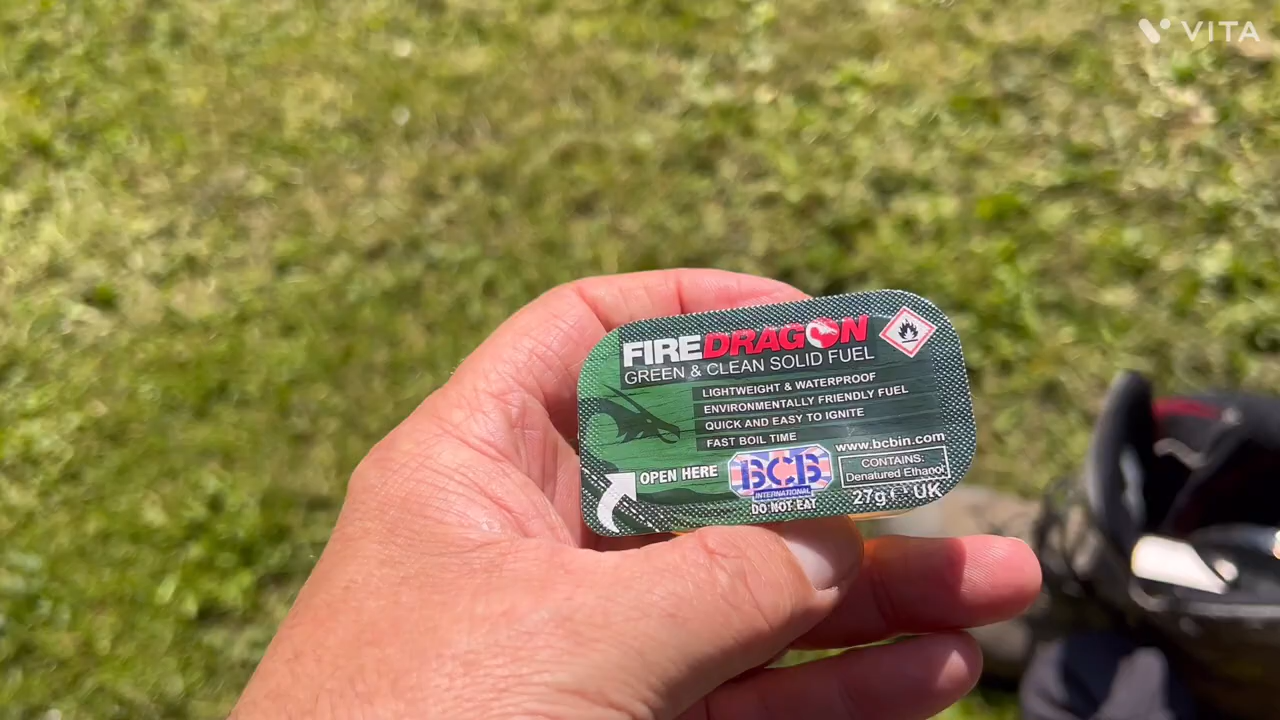 VITA
FIREDRAGON
GREEN & CLEAN SOLID FUEL
LIGHTWEIGHT & WATERPROOF
ENVIRONMENTALLY FRIENDLY FUEL
QUICK AND EASY TO IGNITE
FAST BOIL TIME
www.bcbin.com
OPEN HERE
BCB
INTERNATIONAL
DO NOT EAT
CONTAINS:
Denatured Ethanol
27g e UK